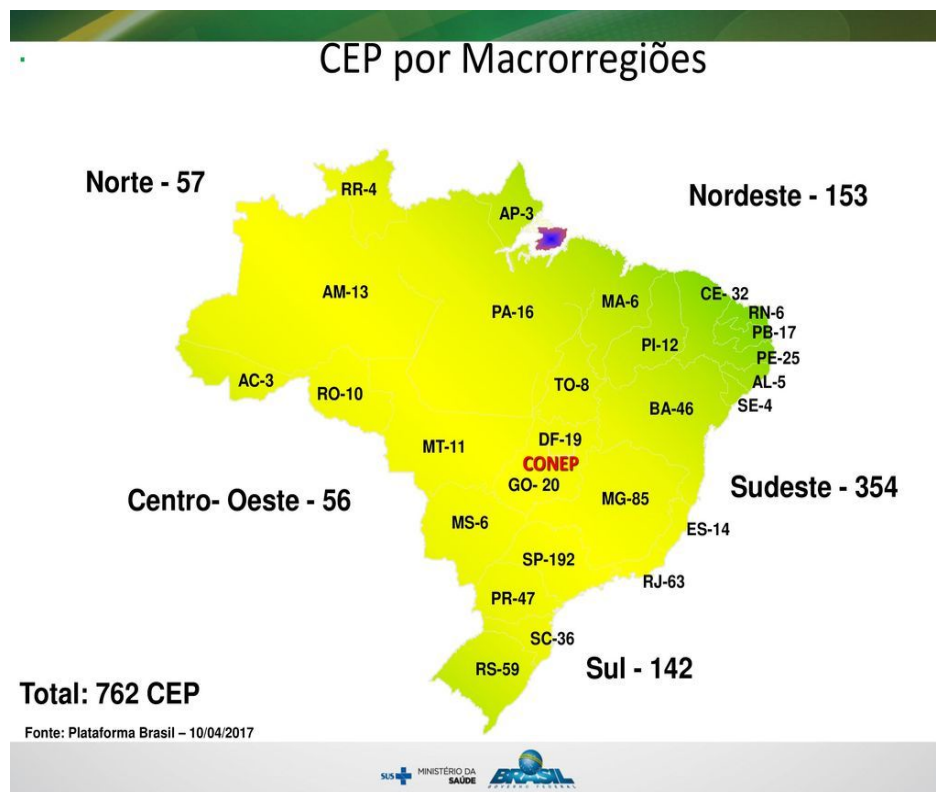 CEP por Macrorregiões
Norte - 57
Nordeste - 153
RR-4
AP-3
AM-13
PA-16
MA-6
CE- 32
RN-6
PB-17
PI-12
PE-25
AC-3
RO-10
TO-8
AL-5
BA-46
SE-4
MT-11
DF-19
CONEP
GO- 20
Centro- Oeste - 56
MG-85
Sudeste - 354
MS-6
ES-14
SP-192
RJ-63
PR-47
SC-36
RS-59
Sul - 142
Total: 762 CEP
Fonte: Plataforma Brasil – 10/04/2017
SUS
MINISTÉRIO DA
SAÚDE
BRASIL
GOVERNO FEDERAL